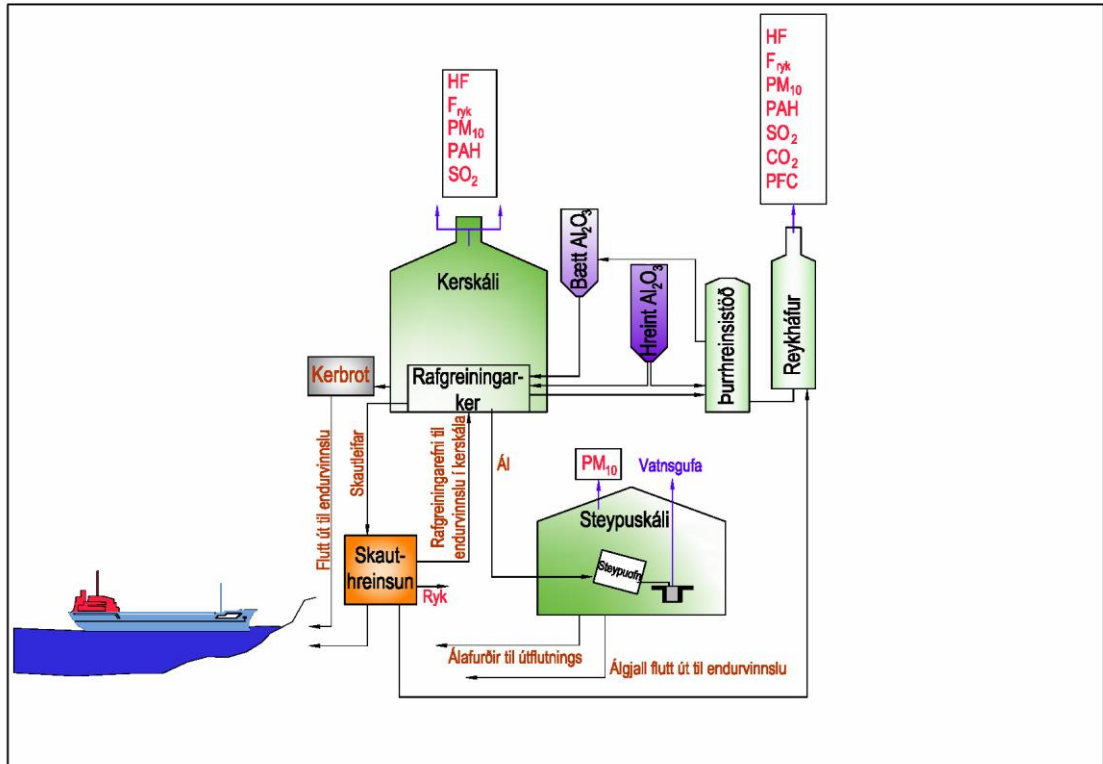 HF
F_ryk
PM₁₀
PAH
SO₂
HF
F_ryk
PM₁₀
PAH
SO₂
CO₂
PFC
Kerskáli
Bætt Al₂O₃
Hreint Al₂O₃
Þurrhreinsistöð
Reykháfur
Kerbrot
Rafgreiningar-
ker
Flutt út til endurvinnslu
Skautleifar
Rafgreiningarefni til
endurvinnslu í kerskála
Ál
PM₁₀
Vatnsgufa
Steypuskáli
Steypuofn
Skaut-
hreinsun
Ryk
Álafurðir til útflutnings
Álgjall flutt út til endurvinnslu